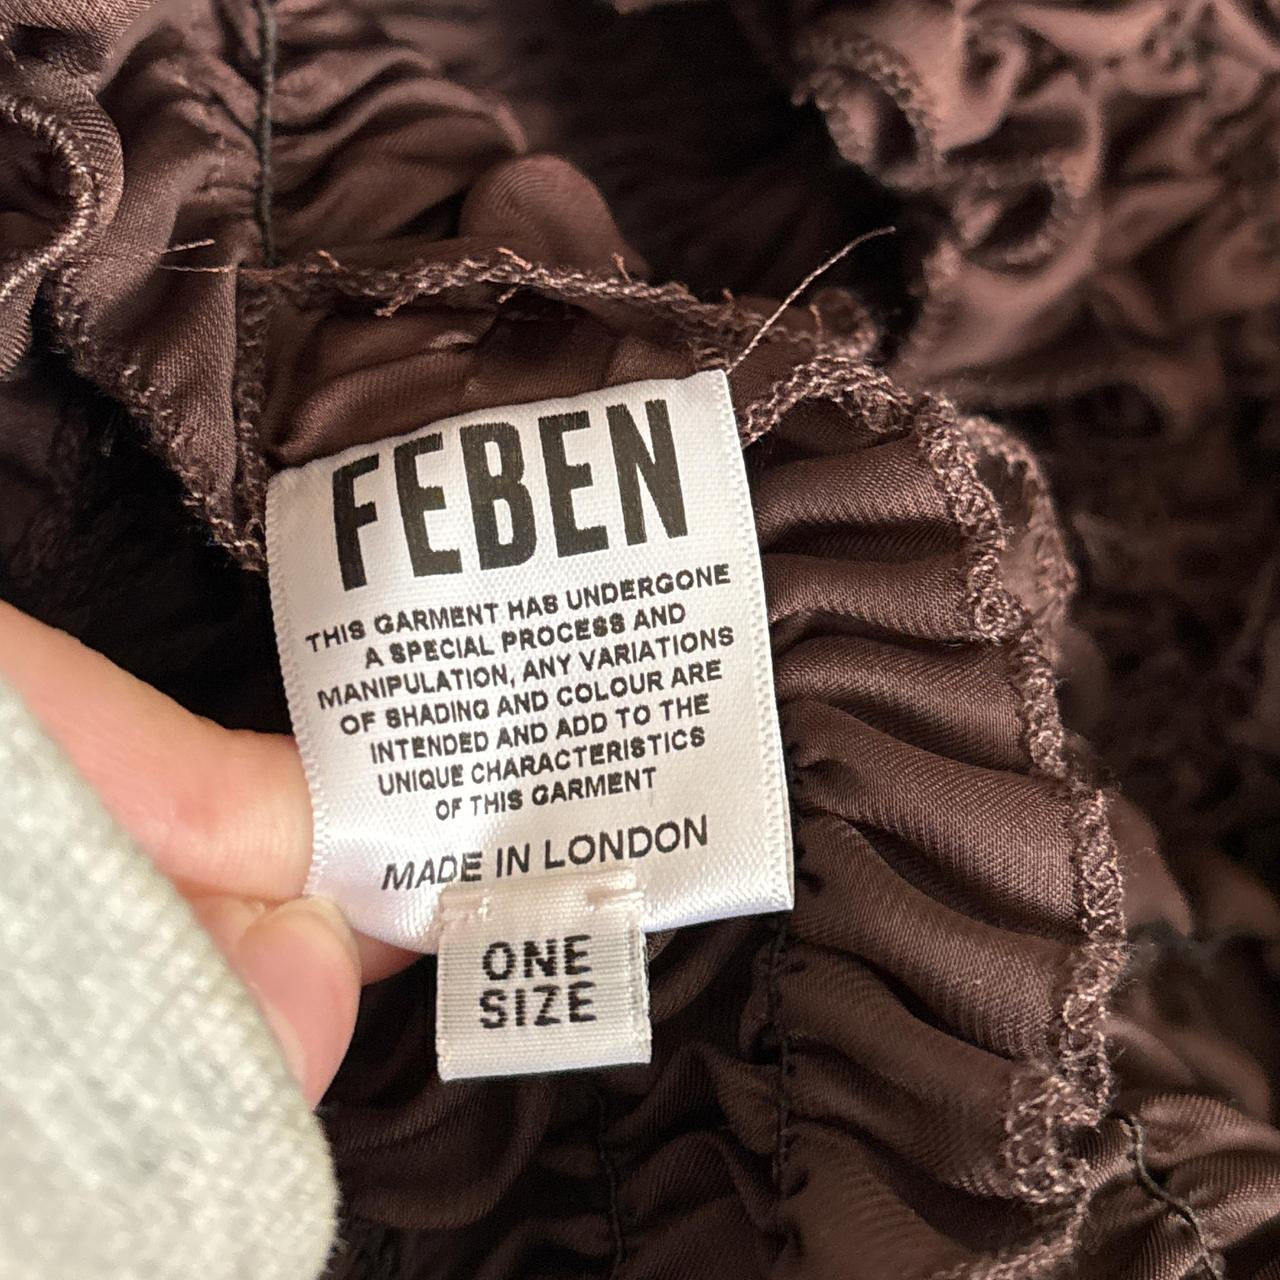 FEBEN
THIS GARMENT HAS UNDERGONE
A SPECIAL PROCESS AND
MANIPULATION, ANY VARIATIONS
OF SHADING AND COLOUR ARE
INTENDED AND ADD TO THE
UNIQUE CHARACTERISTICS
OF THIS GARMENT
MADE IN LONDON
ONE
SIZE